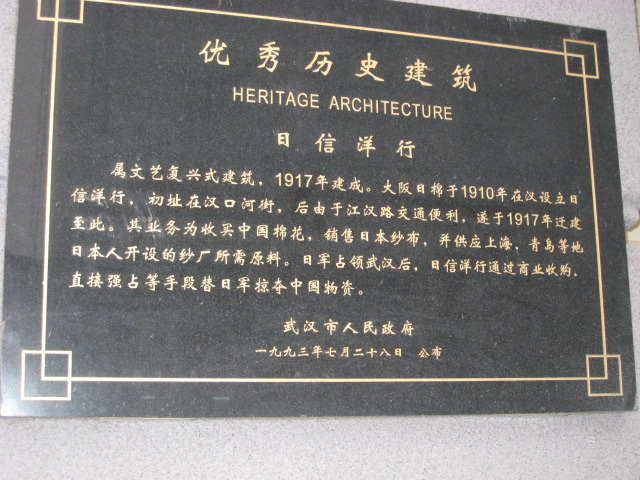 优秀历史建筑
HERITAGE ARCHITECTURE
日信洋行
属文艺复兴式建筑，1917年建成。大阪日棉于1910年在汉设立日
信洋行，初址在汉口河街，后由于江汉路交通便利，遂于1917年迁建
至此。其业务为收买中国棉花，销售日本纱布，并供应上海、青岛等地
日本人开设的纱厂所需原料。日军占领武汉后，日信洋行通过商业收购、
直接强占等手段替日军掠夺中国物资。
武汉市人民政府
一九九三年七月二十八日 公布